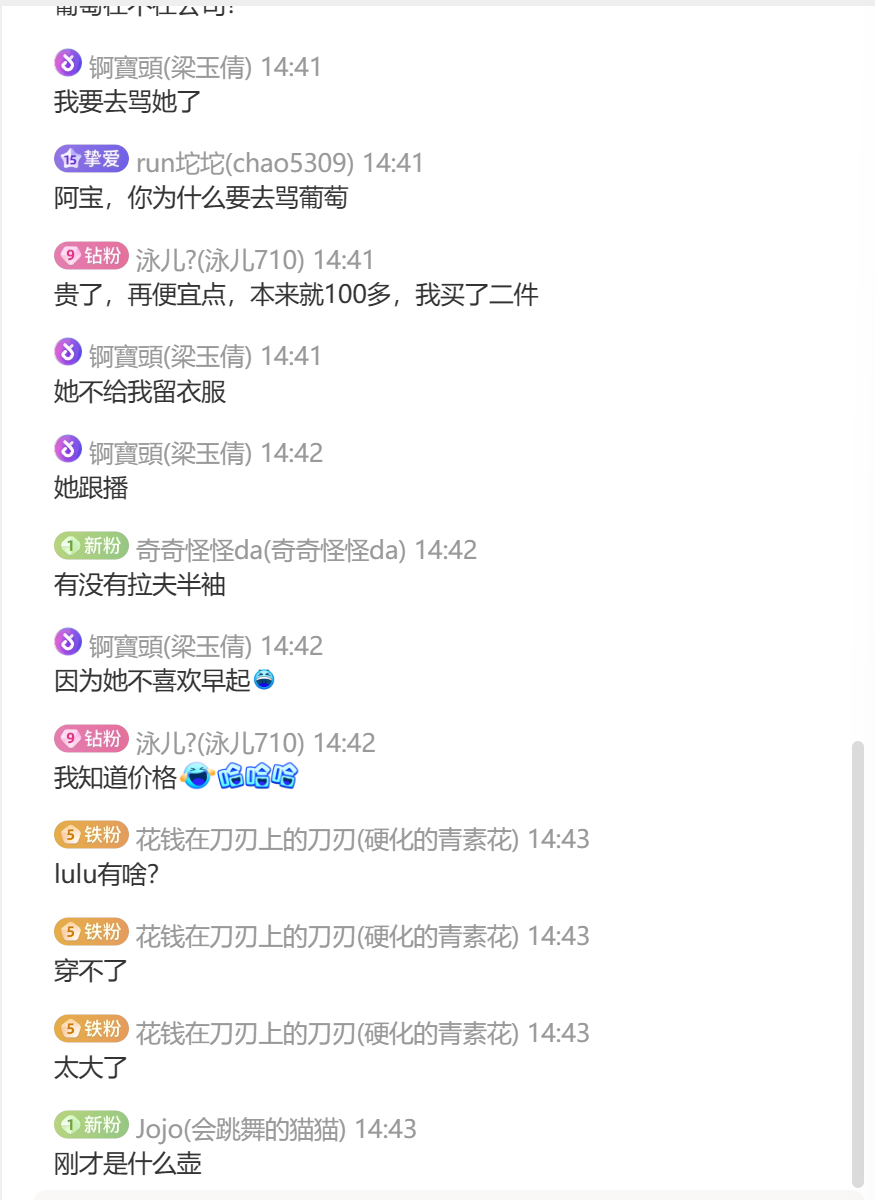 葡萄在不在公司？
锕寶頭(梁玉倩) 14:41
我要去骂她了
15 挚爱 run坨坨(chao5309) 14:41
阿宝，你为什么要去骂葡萄
9 钻粉 泳儿?(泳儿710) 14:41
贵了，再便宜点，本来就100多，我买了二件
锕寶頭(梁玉倩) 14:41
她不给我留衣服
锕寶頭(梁玉倩) 14:42
她跟播
1 新粉 奇奇怪怪da(奇奇怪怪da) 14:42
有没有拉夫半袖
锕寶頭(梁玉倩) 14:42
因为她不喜欢早起
9 钻粉 泳儿?(泳儿710) 14:42
我知道价格 哈哈哈
5 铁粉 花钱在刀刃上的刀刃(硬化的青素花) 14:43
lulu有啥?
5 铁粉 花钱在刀刃上的刀刃(硬化的青素花) 14:43
穿不了
5 铁粉 花钱在刀刃上的刀刃(硬化的青素花) 14:43
太大了
1 新粉 Jojo(会跳舞的猫猫) 14:43
刚才是什么壶